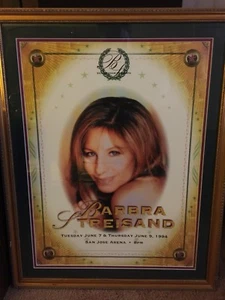 BARBRA
STREISAND
TUESDAY JUNE 7 & THURSDAY JUNE 9, 1994
SAN JOSE ARENA • 8PM